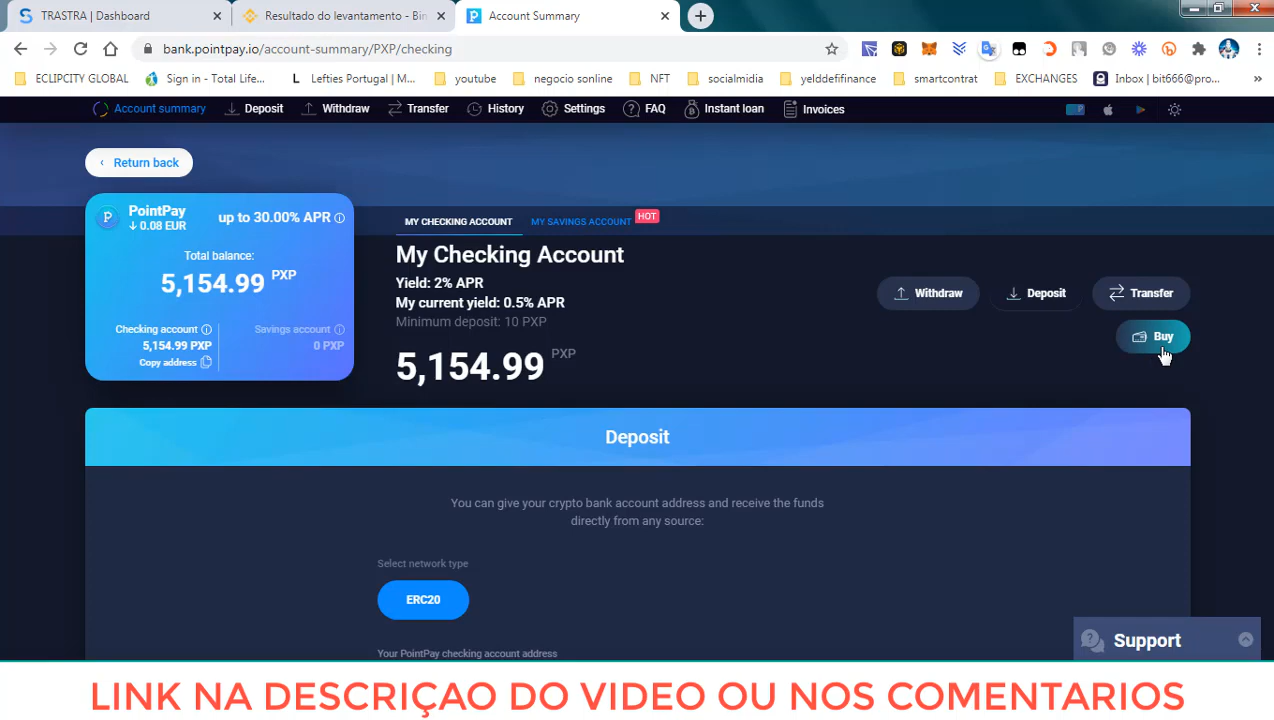 TRASTRA | Dashboard
Resultado do levantamento - Bin
Account Summary
bank.pointpay.io/account-summary/PXP/checking
ECLIPCITY GLOBAL
Sign in - Total Life...
Lefties Portugal | M...
youtube
negocio sonline
NFT
socialmidia
yelddefifinance
smartcontrat
EXCHANGES
Inbox | bit666@pro...
Account summary
Deposit
Withdraw
Transfer
History
Settings
FAQ
Instant loan
Invoices
‹ Return back
PointPay
↓ 0.08 EUR
up to 30.00% APR
Total balance:
5,154.99 PXP
Checking account
5,154.99 PXP
Copy address
Savings account
0 PXP
MY CHECKING ACCOUNT
MY SAVINGS ACCOUNT
HOT
My Checking Account
Yield: 2% APR
My current yield: 0.5% APR
Minimum deposit: 10 PXP
5,154.99 PXP
Withdraw
Deposit
Transfer
Buy
Deposit
You can give your crypto bank account address and receive the funds
directly from any source:
Select network type
ERC20
Your PointPay checking account address
Support
LINK NA DESCRIÇAO DO VIDEO OU NOS COMENTARIOS